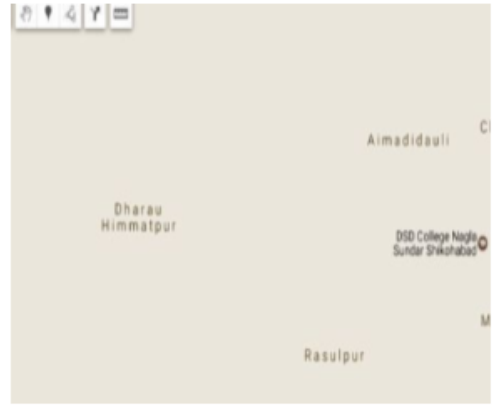 Aimadidauli
C
Dharau
Himmatpur
DSD College Nagla
Sundar Shikohabad
M
Rasulpur